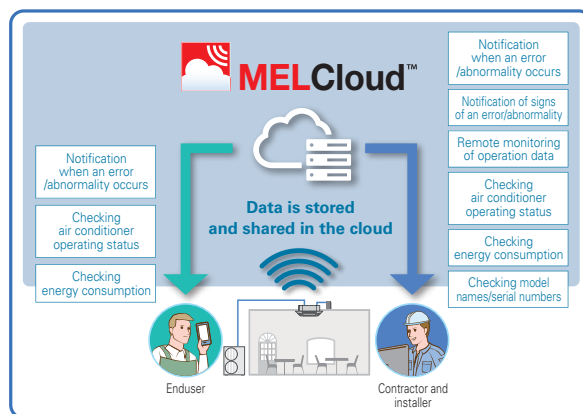 MELCloud™
Notification
when an error
/abnormality occurs
Checking
air conditioner
operating status
Checking
energy consumption
Data is stored
and shared in the cloud
Notification
when an error
/abnormality occurs
Notification of signs
of an error/abnormality
Remote monitoring
of operation data
Checking
air conditioner
operating status
Checking
energy consumption
Checking model
names/serial numbers
Enduser
Contractor and
installer